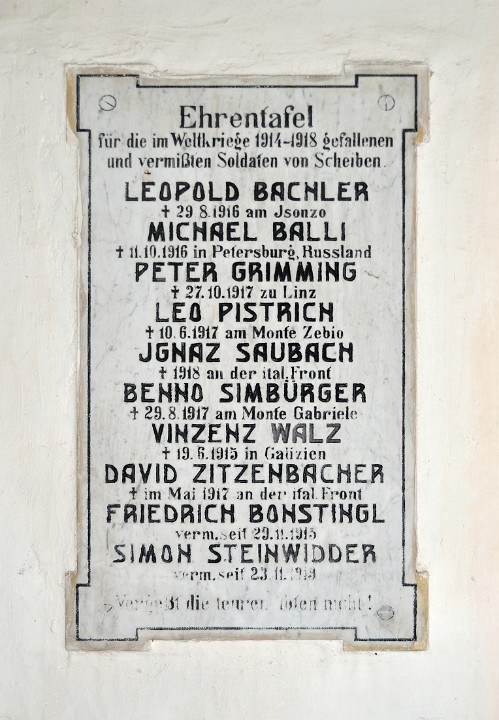 Ehrentafel
für die im Weltkriege 1914-1918 gefallenen
und vermißten Soldaten von Scheiben.
LEOPOLD BACHLER
† 29 8.1916 am Jsonzo
MICHAEL BALLI
† 11.10.1916 in Petersburg, Russland
PETER GRIMMING
† 27.10.1917 zu Linz
LEO PISTRICH
† 10.6.1917 am Monte Zebio
JGNAZ SAUBACH
† 1918 an der ital. Front
BENNO SIMBÜRGER
† 29.8.1917 am Monte Gabriele
VINZENZ WALZ
† 19.6.1915 in Galizien
DAVID ZITZENBACHER
† im Mai 1917 an der ital. Front
FRIEDRICH BONSTINGL
verm. seit 29.11.1915
SIMON STEINWIDDER
verm. seit 23.11.
Vergeßt die teuren Toten nicht!